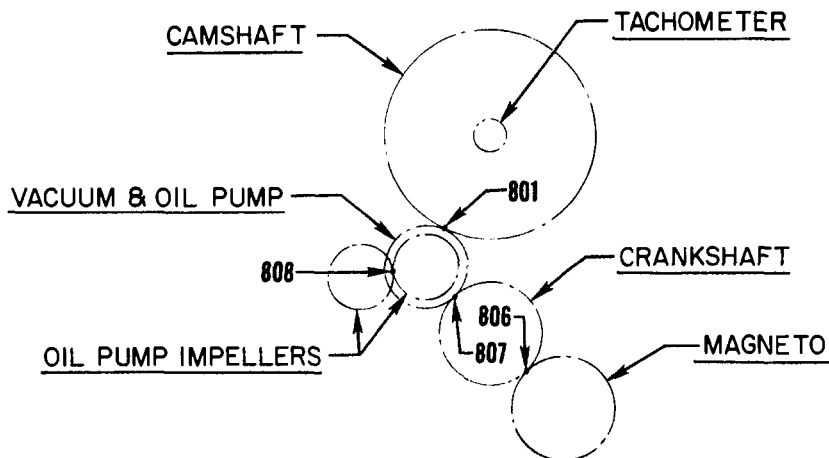 TACHOMETER
CAMSHAFT
801
VACUUM & OIL PUMP
CRANKSHAFT
808
806
807
MAGNETO
OIL PUMP IMPELLERS